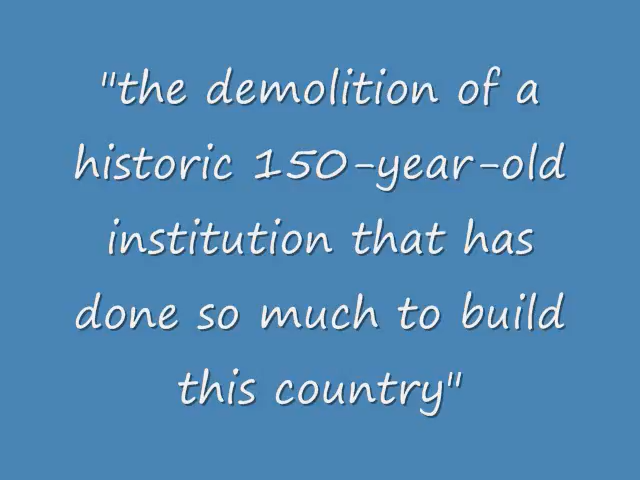 "the demolition of a
historic 150-year-old
institution that has
done so much to build
this country"